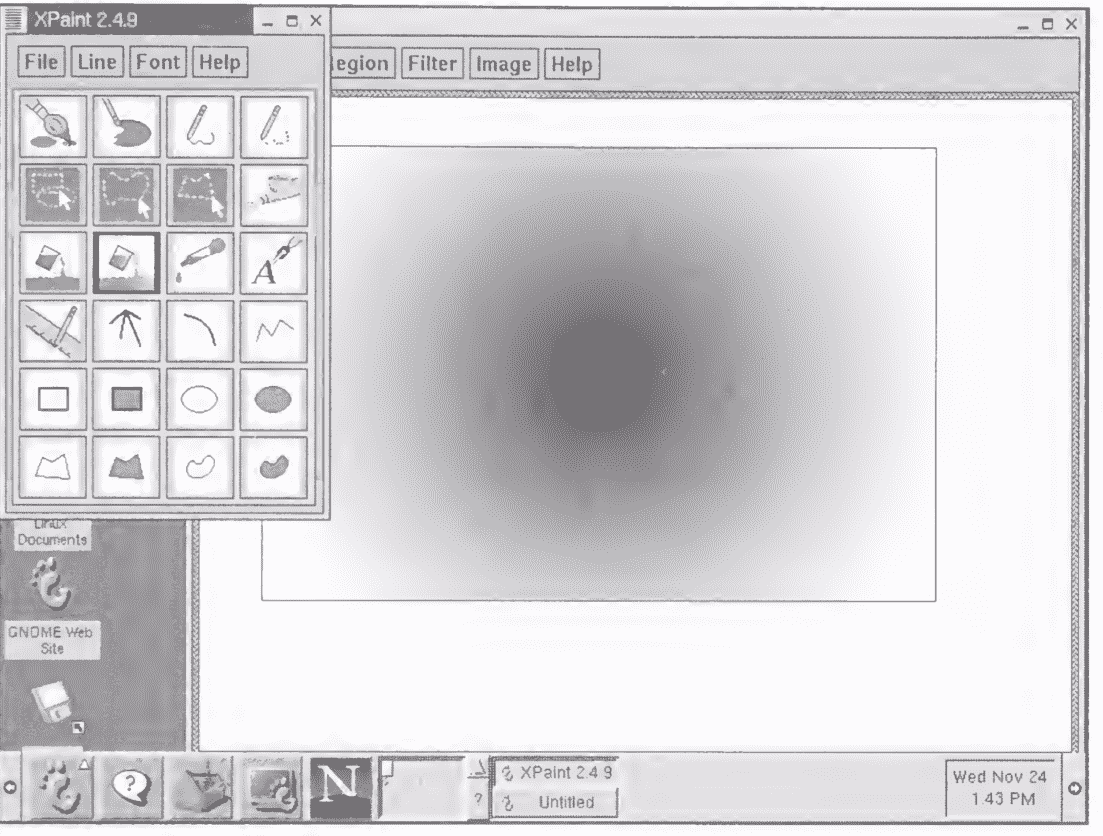 XPaint 2.4.9
File Line Font Help
egion Filter Image Help
A
Linux
Documents
GNOME Web
Site
?
N
?
XPaint 2.4.9
Untitled
Wed Nov 24
1:43 PM